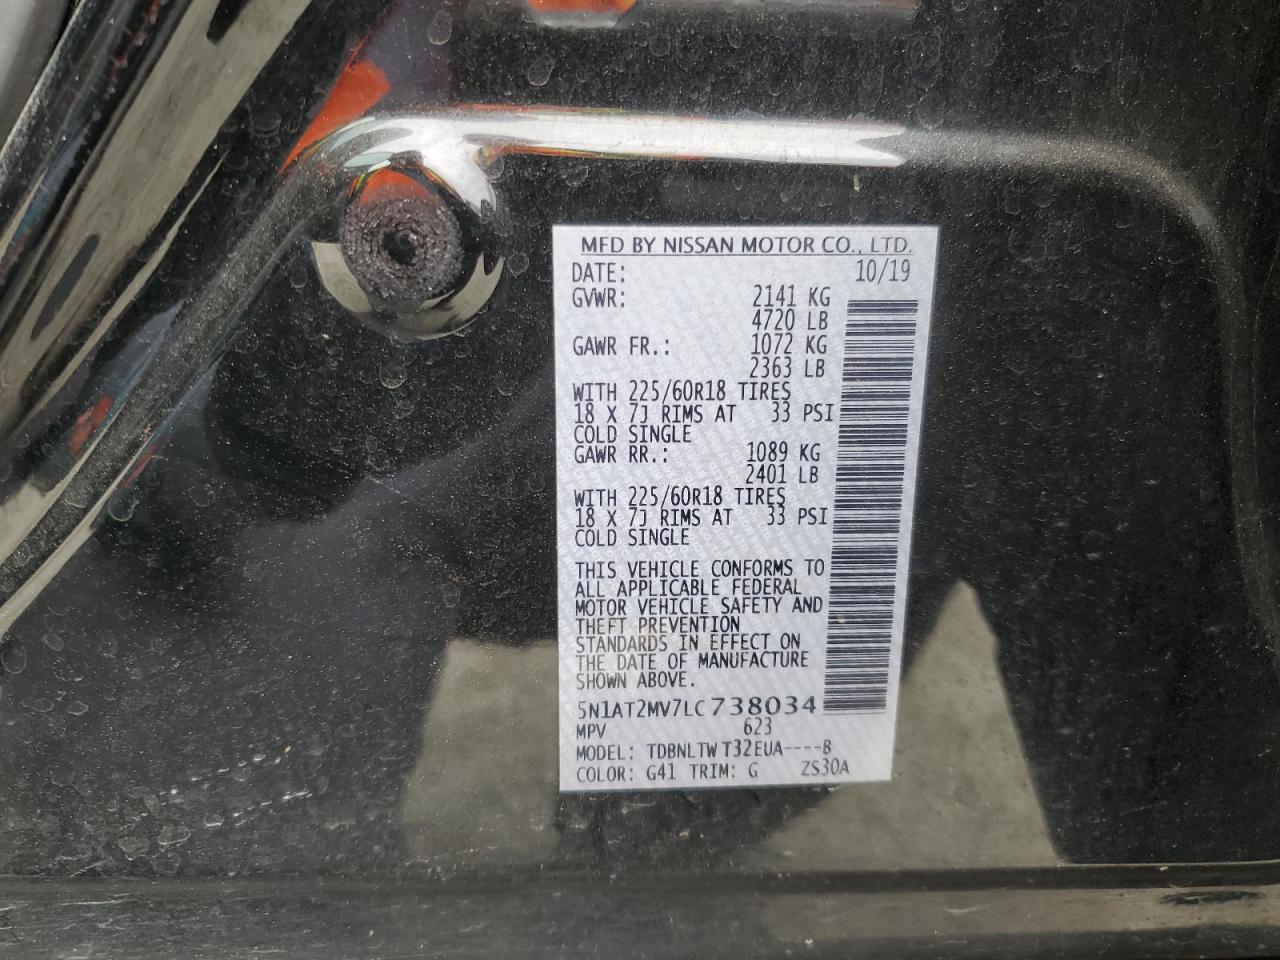 MFD BY NISSAN MOTOR CO., LTD.
DATE: 10/19
GVWR: 2141 KG
4720 LB
GAWR FR.: 1072 KG
2363 LB
WITH 225/60R18 TIRES
18 X 7J RIMS AT 33 PSI
COLD SINGLE
GAWR RR.: 1089 KG
2401 LB
WITH 225/60R18 TIRES
18 X 7J RIMS AT 33 PSI
COLD SINGLE
THIS VEHICLE CONFORMS TO
ALL APPLICABLE FEDERAL
MOTOR VEHICLE SAFETY AND
THEFT PREVENTION
STANDARDS IN EFFECT ON
THE DATE OF MANUFACTURE
SHOWN ABOVE.
5N1AT2MV7LC738034
MPV 623
MODEL: TDBNLTW T32EUA----B
COLOR: G41 TRIM: G ZS30A